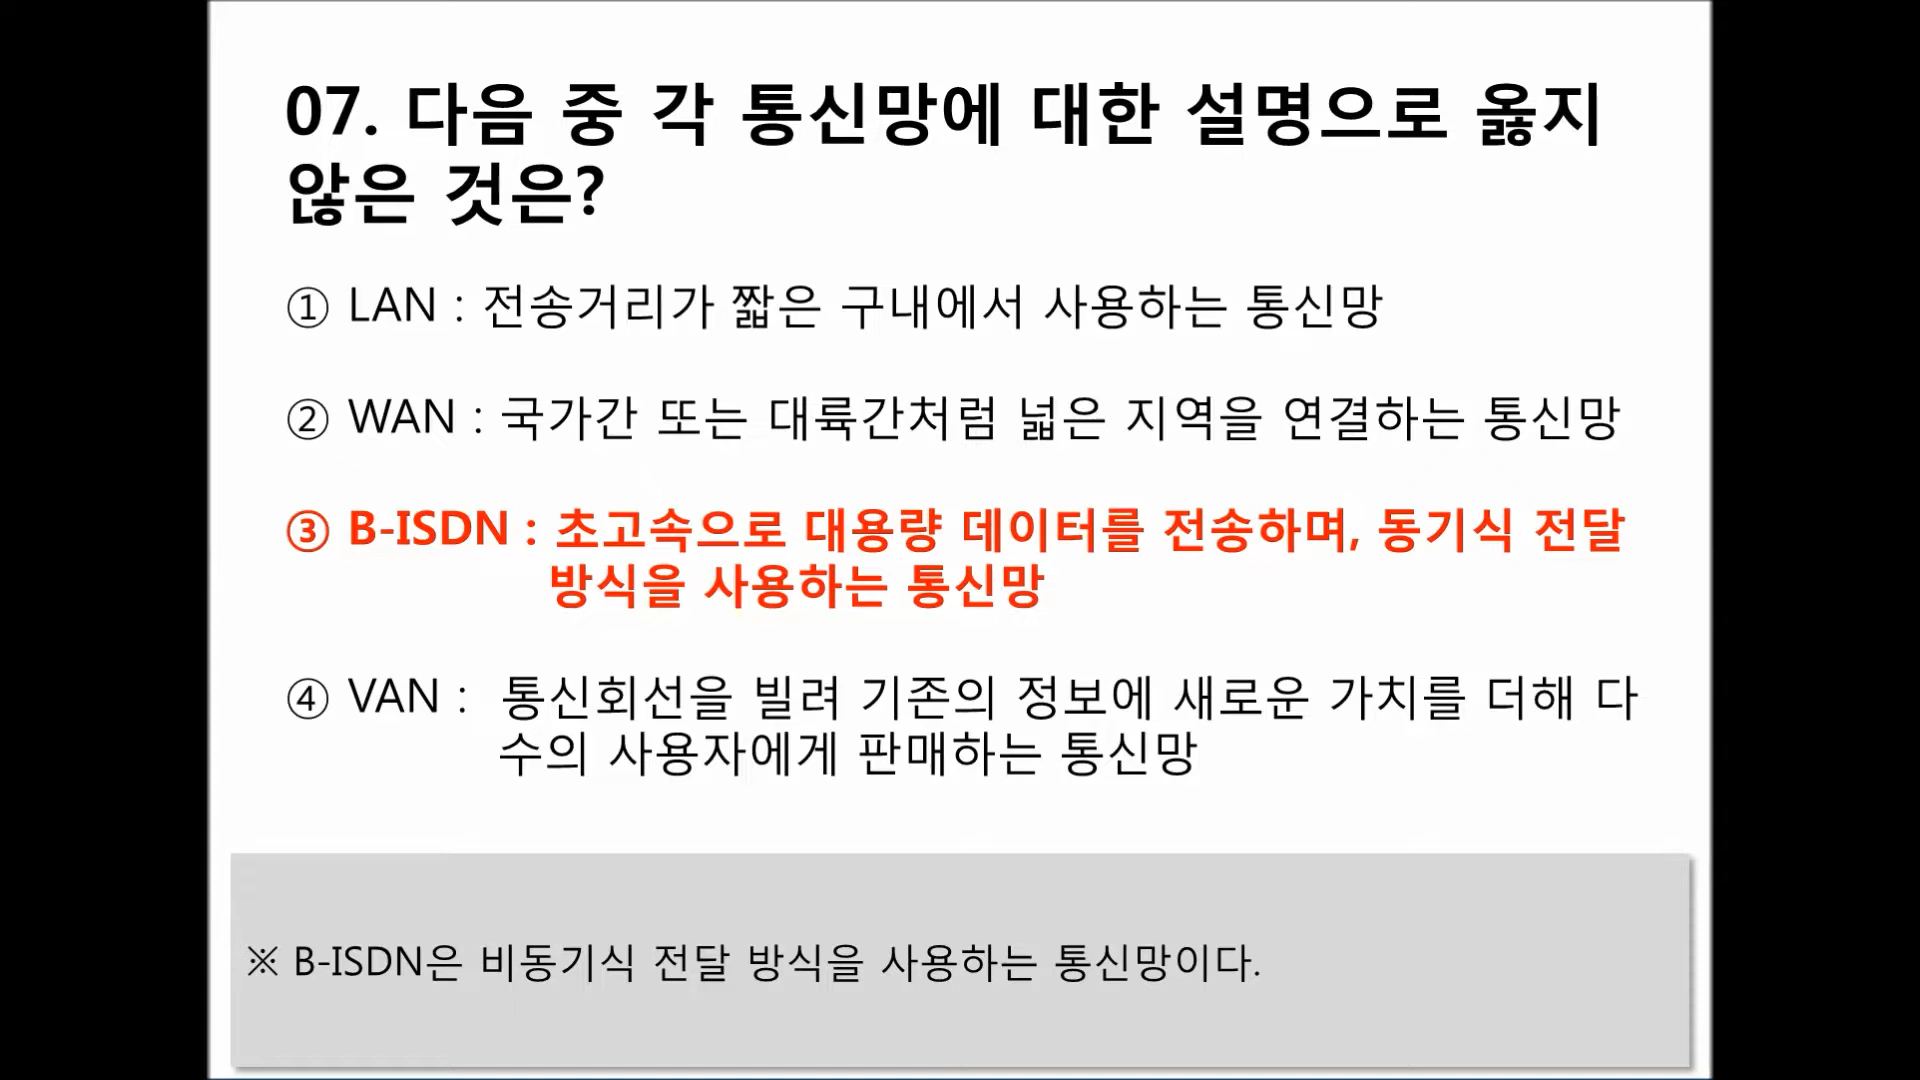 07. 다음 중 각 통신망에 대한 설명으로 옳지
않은 것은?
① LAN : 전송거리가 짧은 구내에서 사용하는 통신망
② WAN : 국가간 또는 대륙간처럼 넓은 지역을 연결하는 통신망
③ B-ISDN : 초고속으로 대용량 데이터를 전송하며, 동기식 전달
방식을 사용하는 통신망
④ VAN : 통신회선을 빌려 기존의 정보에 새로운 가치를 더해 다
수의 사용자에게 판매하는 통신망
※ B-ISDN은 비동기식 전달 방식을 사용하는 통신망이다.